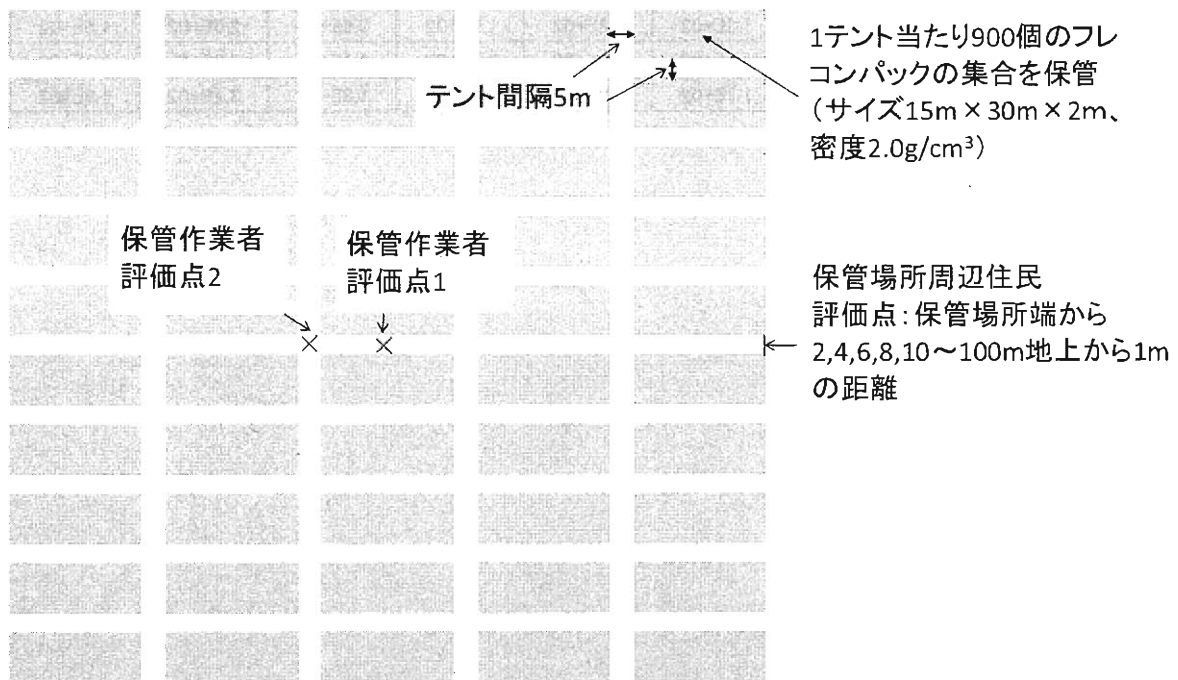 テント間隔5m
1テント当たり900個のフレ
コンパックの集合を保管
(サイズ15m×30m×2m、
密度2.0g/cm³)
保管作業者
評価点2
保管作業者
評価点1
保管場所周辺住民
評価点:保管場所端から
2,4,6,8,10～100m地上から1m
の距離